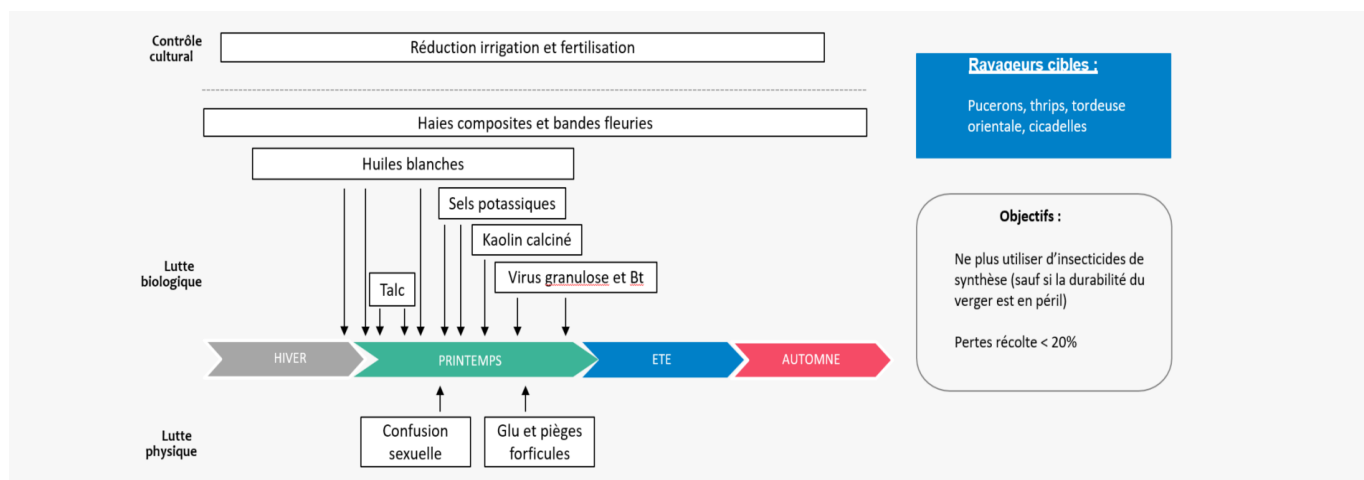 Contrôle
cultural
Réduction irrigation et fertilisation
Haies composites et bandes fleuries
Huiles blanches
Sels potassiques
Kaolin calciné
Virus granulose et Bt
Talc
Lutte
biologique
HIVER
PRINTEMPS
ETE
AUTOMNE
Confusion
sexuelle
Glu et pièges
forficules
Lutte
physique
Ravageurs cibles :
Pucerons, thrips, tordeuse
orientale, cicadelles
Objectifs :
Ne plus utiliser d'insecticides de
synthèse (sauf si la durabilité du
verger est en péril)
Pertes récolte < 20%